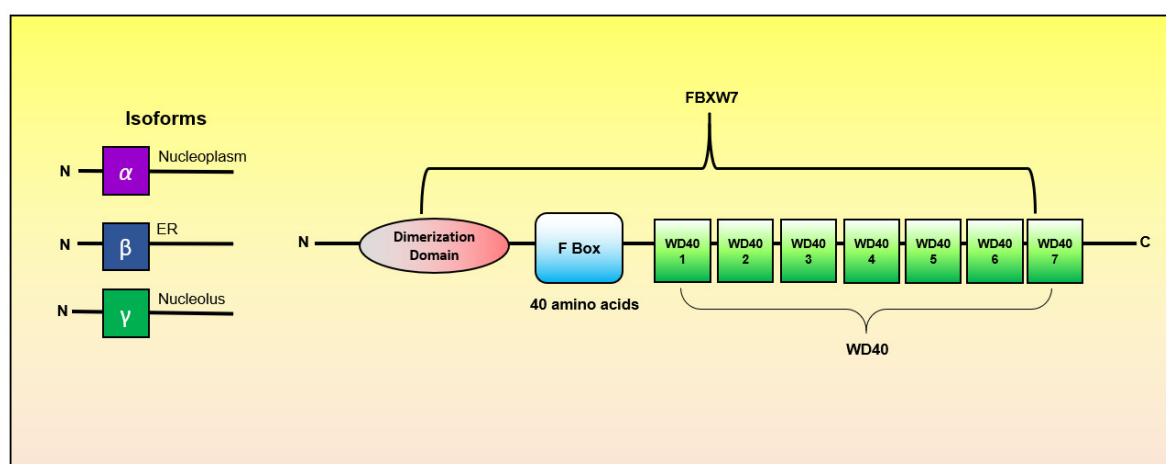 FBXW7
Isoforms
N α Nucleoplasm
N β ER
N γ Nucleolus
N
Dimerization
Domain
F Box
40 amino acids
WD40
1
WD40
2
WD40
3
WD40
4
WD40
5
WD40
6
WD40
7
C
WD40